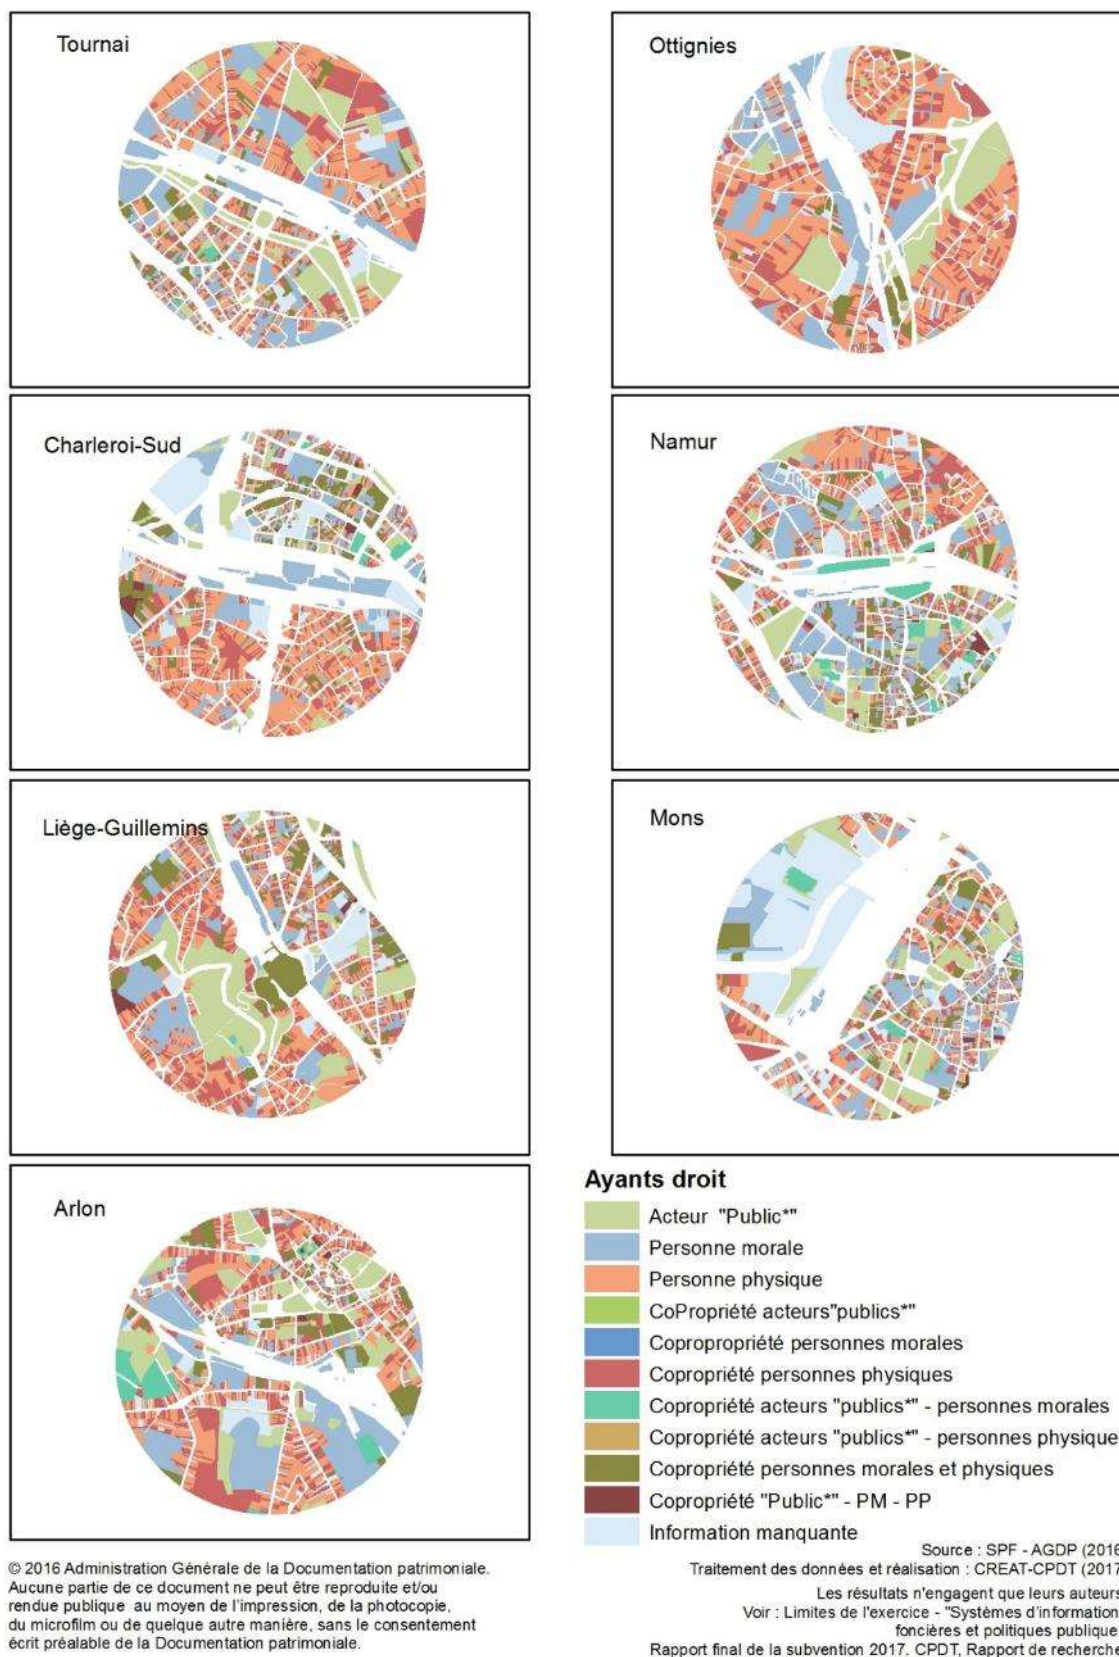 Tournai
Ottignies
Charleroi-Sud
Namur
Liège-Guillemins
Mons
Arlon
Ayants droit
Acteur "Public*"
Personne morale
Personne physique
CoPropriété acteurs"publics*"
Copropropriété personnes morales
Copropriété personnes physiques
Copropriété acteurs "publics*" - personnes morales
Copropriété acteurs "publics*" - personnes physique
Copropriété personnes morales et physiques
Copropriété "Public*" - PM - PP
Information manquante
Source : SPF - AGDP (2016
Traitement des données et réalisation : CREAT-CPDT (2017
Les résultats n'engagent que leurs auteurs
Voir : Limites de l'exercice - "Systèmes d'information
foncières et politiques publique
Rapport final de la subvention 2017. CPDT, Rapport de recherche
© 2016 Administration Générale de la Documentation patrimoniale.
Aucune partie de ce document ne peut être reproduite et/ou
rendue publique au moyen de l'impression, de la photocopie,
du microfilm ou de quelque autre manière, sans le consentement
écrit préalable de la Documentation patrimoniale.